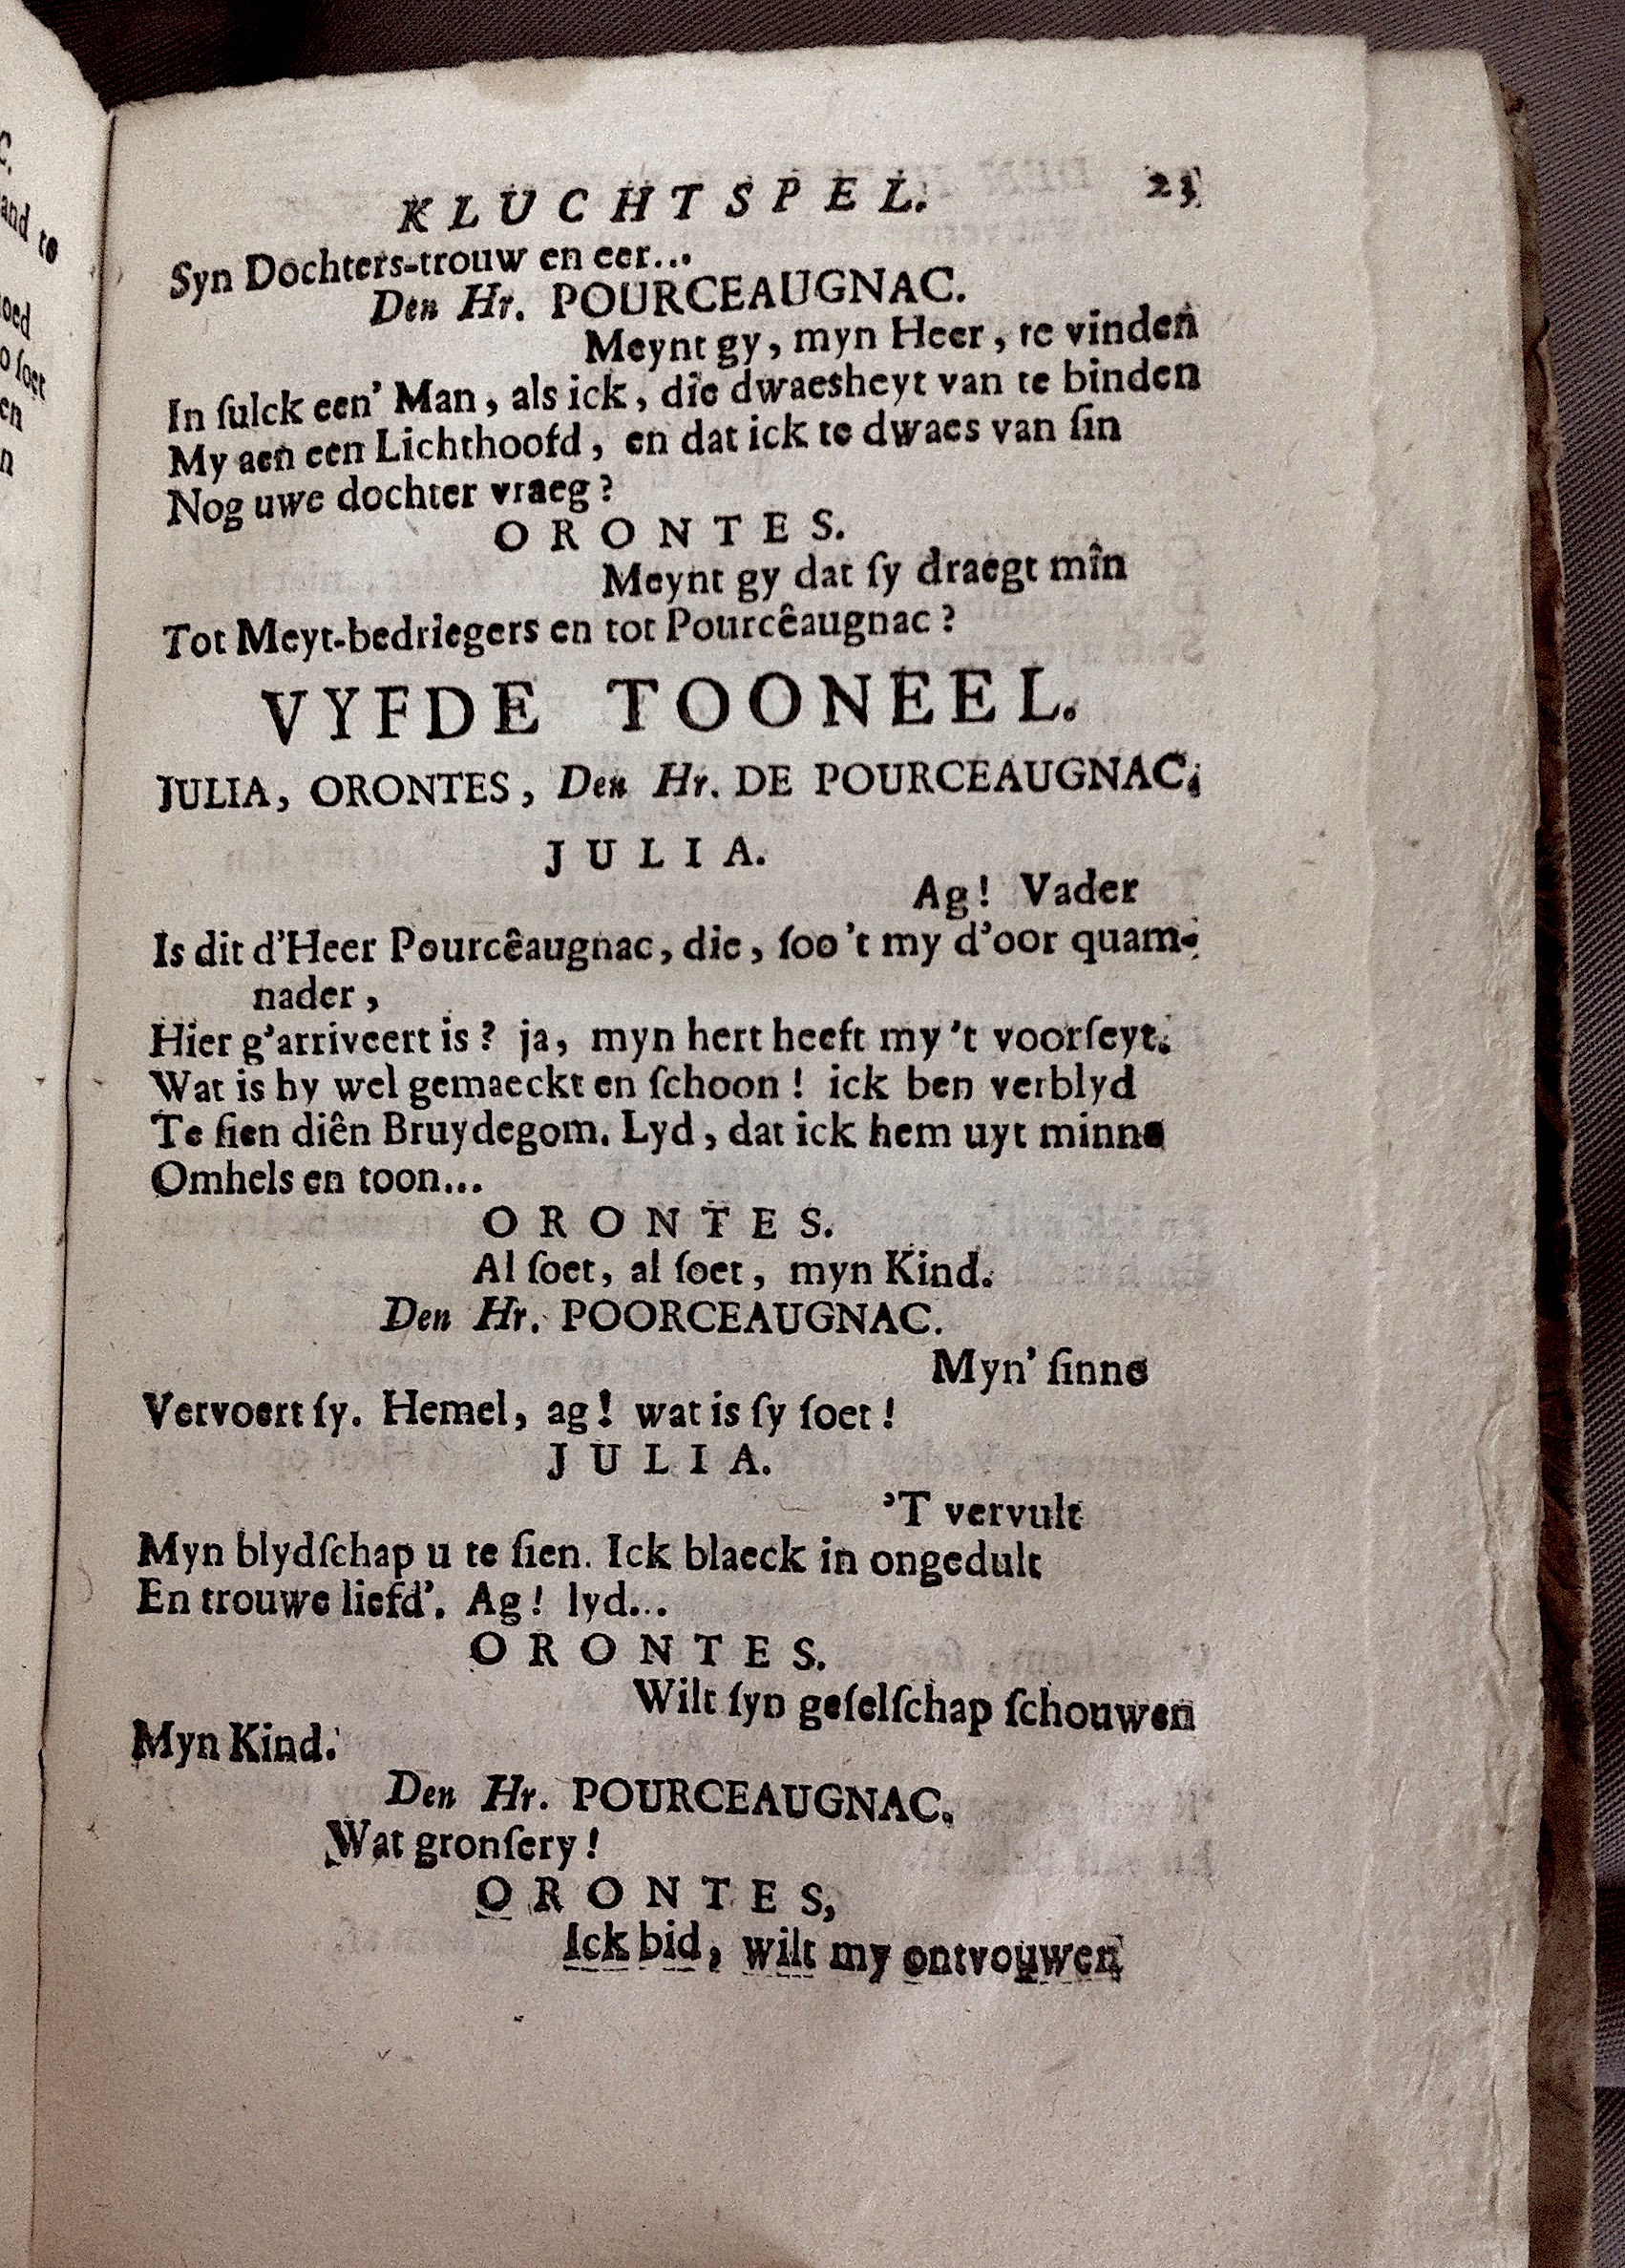 KLUCHTSPEL. 23
Syn Dochters-trouw en eer...
Den Hr. POURCEAUGNAC.
Meynt gy, myn Heer, te vinden
In ſulck een' Man, als ick, die dwaesheyt van te binden
My aen een Lichthoofd, en dat ick te dwaes van ſin
Nog uwe dochter vraeg?
ORONTES.
Meynt gy dat ſy draegt mîn
Tot Meyt-bedriegers en tot Pourcêaugnac?
VYFDE TOONEEL.
JULIA, ORONTES, Den Hr. DE POURCEAUGNAC,
JULIA.
Ag! Vader
Is dit d'Heer Pourcêaugnac, die, ſoo 't my d'oor quam-
nader,
Hier g'arriveert is? ja, myn hert heeft my 't voorſeyt.
Wat is hy wel gemaeckt en ſchoon! ick ben verblyd
Te ſien diên Bruydegom. Lyd, dat ick hem uyt minne
Omhels en toon...
ORONTES.
Al ſoet, al ſoet, myn Kind.
Den Hr. POORCEAUGNAC.
Myn' ſinne
Vervoert ſy. Hemel, ag! wat is ſy ſoet!
JULIA.
'T vervult
Myn blydſchap u te ſien. Ick blaeck in ongedult
En trouwe liefd'. Ag! lyd...
ORONTES.
Wilt ſyn geſelſchap ſchouwen
Myn Kind.
Den Hr. POURCEAUGNAC.
Wat gronſery!
ORONTES,
Ick bid, wilt my ontvouwen